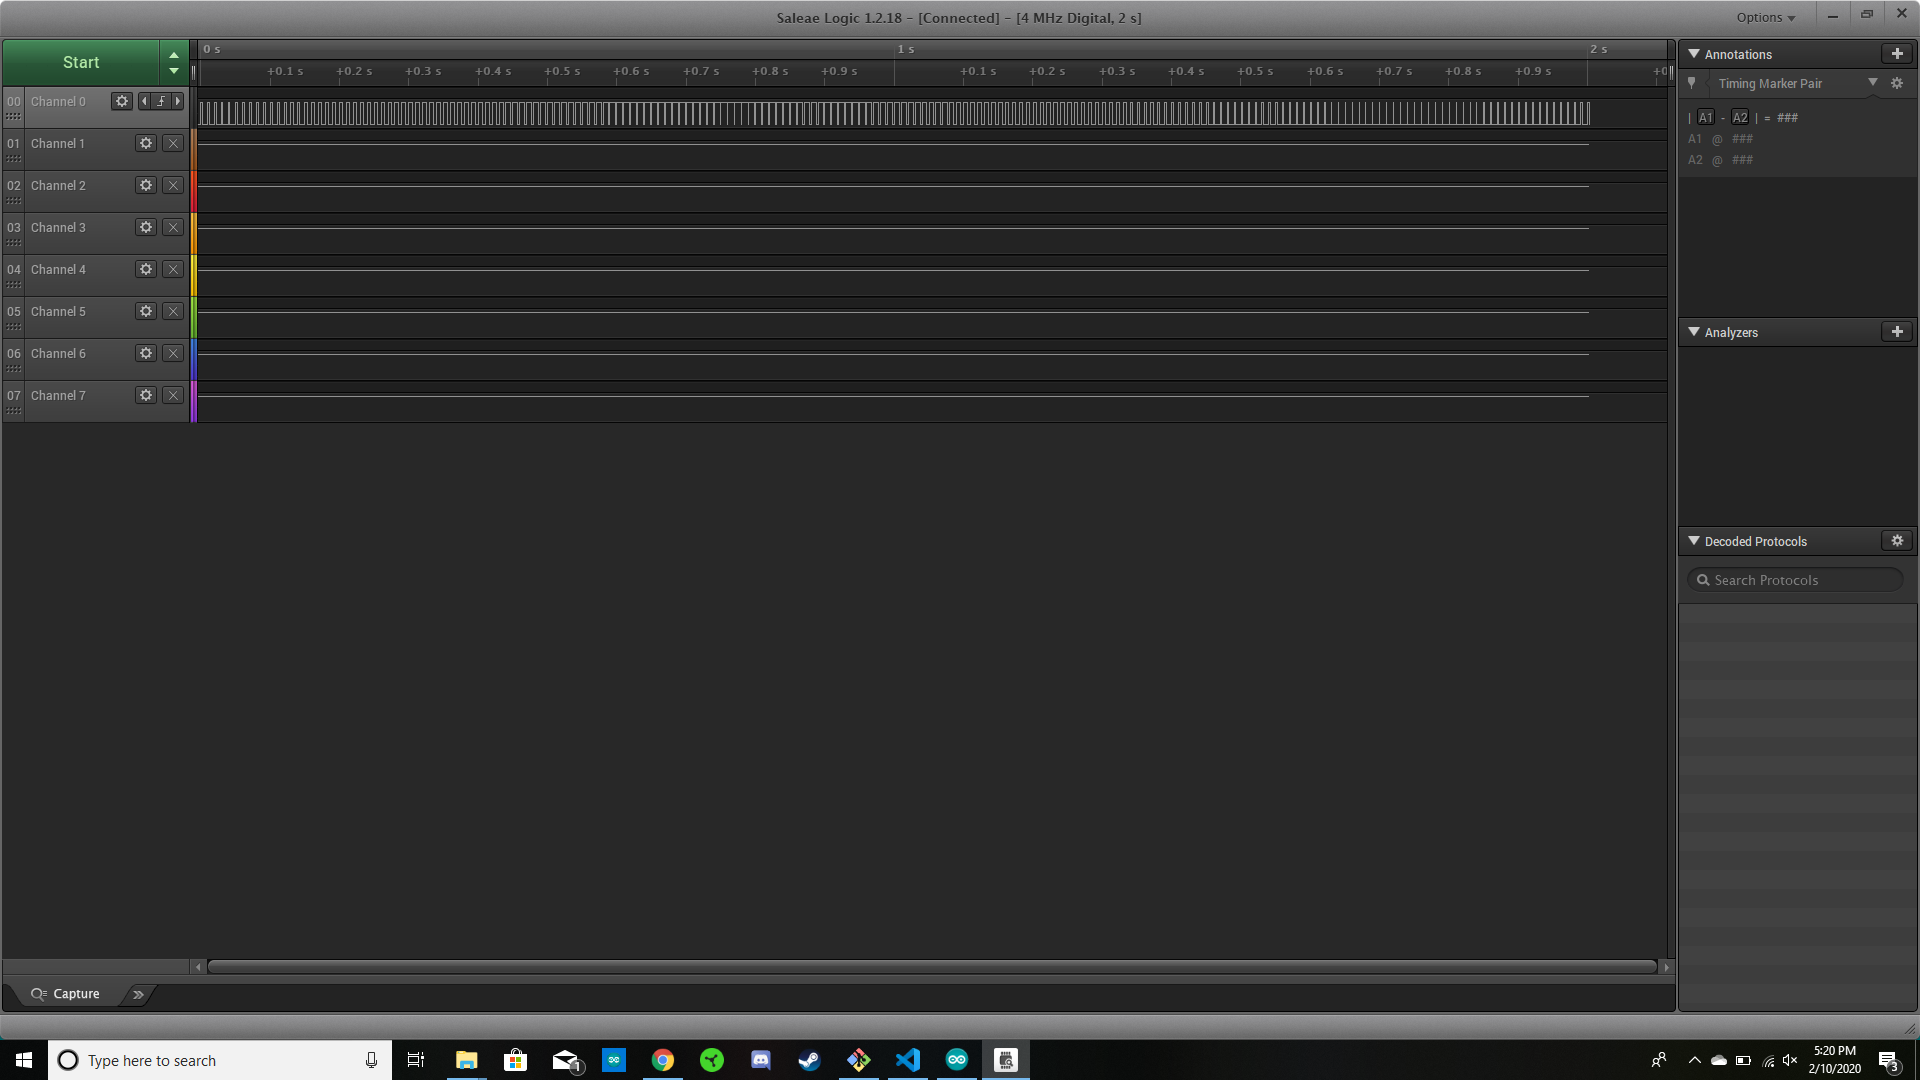 Saleae Logic 1.2.18 - [Connected] - [4 MHz Digital, 2 s]
Options
Start
0 s 1 s 2 s
+0.1 s +0.2 s +0.3 s +0.4 s +0.5 s +0.6 s +0.7 s +0.8 s +0.9 s +0.1 s +0.2 s +0.3 s +0.4 s +0.5 s +0.6 s +0.7 s +0.8 s +0.9 s +0
00 Channel 0
01 Channel 1
02 Channel 2
03 Channel 3
04 Channel 4
05 Channel 5
06 Channel 6
07 Channel 7
Annotations
Timing Marker Pair
| A1 - A2 | = ###
A1 @ ###
A2 @ ###
Analyzers
Decoded Protocols
Search Protocols
Capture
Type here to search
1
5:20 PM
2/10/2020
3